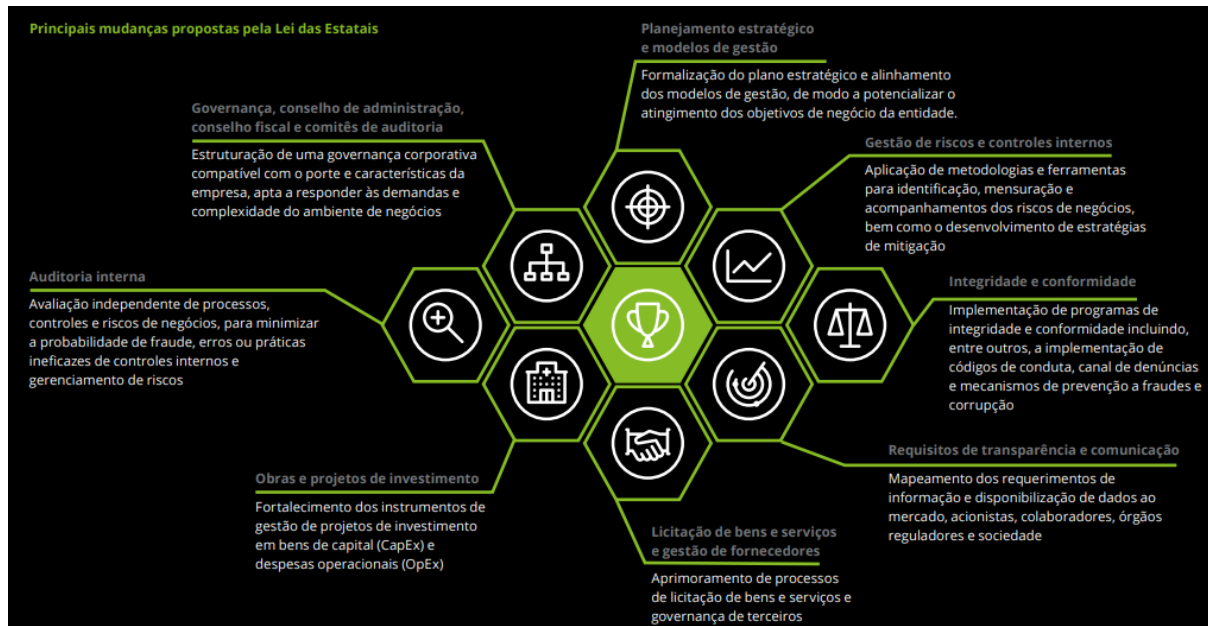 Principais mudanças propostas pela Lei das Estatais
Planejamento estratégico
e modelos de gestão
Formalização do plano estratégico e alinhamento
dos modelos de gestão, de modo a potencializar o
atingimento dos objetivos de negócio da entidade.
Governança, conselho de administração,
conselho fiscal e comitês de auditoria
Estruturação de uma governança corporativa
compatível com o porte e características da
empresa, apta a responder às demandas e
complexidade do ambiente de negócios
Gestão de riscos e controles internos
Aplicação de metodologias e ferramentas
para identificação, mensuração e
acompanhamentos dos riscos de negócios,
bem como o desenvolvimento de estratégias
de mitigação
Auditoria interna
Avaliação independente de processos,
controles e riscos de negócios, para minimizar
a probabilidade de fraude, erros ou práticas
ineficazes de controles internos e
gerenciamento de riscos
Integridade e conformidade
Implementação de programas de
integridade e conformidade incluindo,
entre outros, a implementação de
códigos de conduta, canal de denúncias
e mecanismos de prevenção a fraudes e
corrupção
Obras e projetos de investimento
Fortalecimento dos instrumentos de
gestão de projetos de investimento
em bens de capital (CapEx) e
despesas operacionais (OpEx)
Requisitos de transparência e comunicação
Mapeamento dos requerimentos de
informação e disponibilização de dados ao
mercado, acionistas, colaboradores, órgãos
reguladores e sociedade
Licitação de bens e serviços
e gestão de fornecedores
Aprimoramento de processos
de licitação de bens e serviços e
governança de terceiros